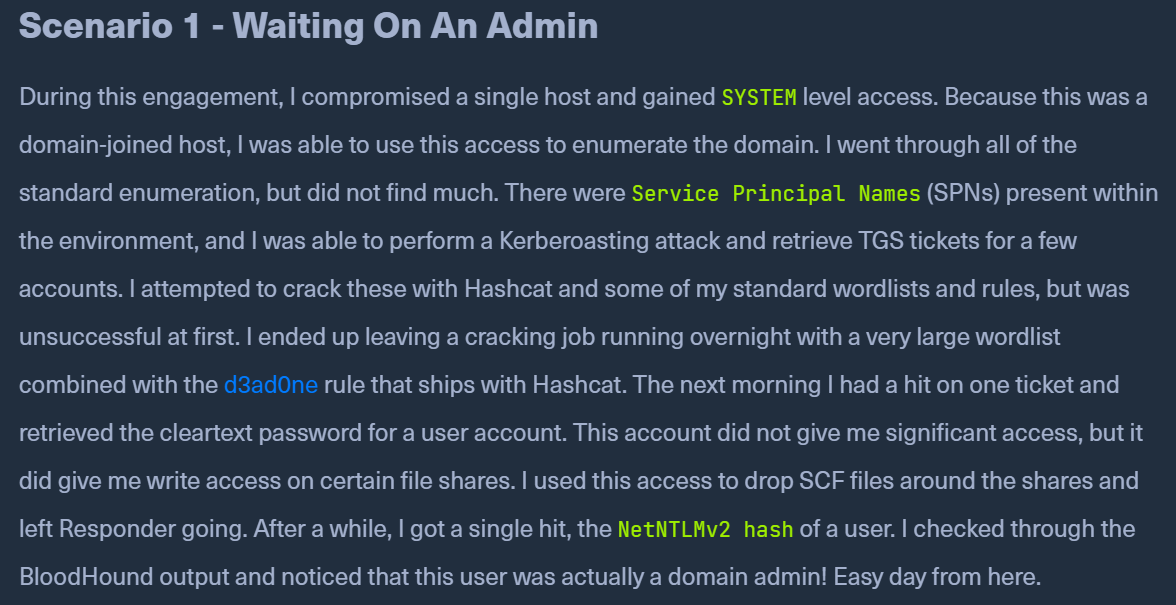 Scenario 1 - Waiting On An Admin
During this engagement, I compromised a single host and gained SYSTEM level access. Because this was a
domain-joined host, I was able to use this access to enumerate the domain. I went through all of the
standard enumeration, but did not find much. There were Service Principal Names (SPNs) present within
the environment, and I was able to perform a Kerberoasting attack and retrieve TGS tickets for a few
accounts. I attempted to crack these with Hashcat and some of my standard wordlists and rules, but was
unsuccessful at first. I ended up leaving a cracking job running overnight with a very large wordlist
combined with the d3ad0ne rule that ships with Hashcat. The next morning I had a hit on one ticket and
retrieved the cleartext password for a user account. This account did not give me significant access, but it
did give me write access on certain file shares. I used this access to drop SCF files around the shares and
left Responder going. After a while, I got a single hit, the NetNTLMv2 hash of a user. I checked through the
BloodHound output and noticed that this user was actually a domain admin! Easy day from here.